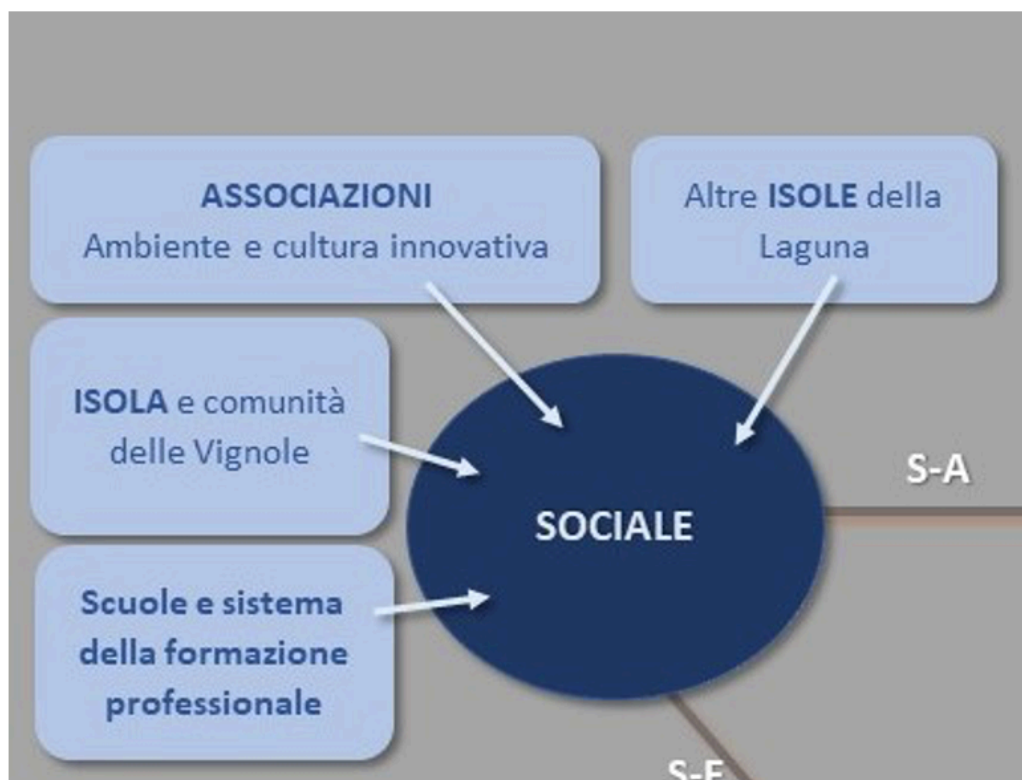 ASSOCIAZIONI
Ambiente e cultura innovativa
Altre ISOLE della
Laguna
ISOLA e comunità
delle Vignole
S-A
SOCIALE
Scuole e sistema
della formazione
professionale